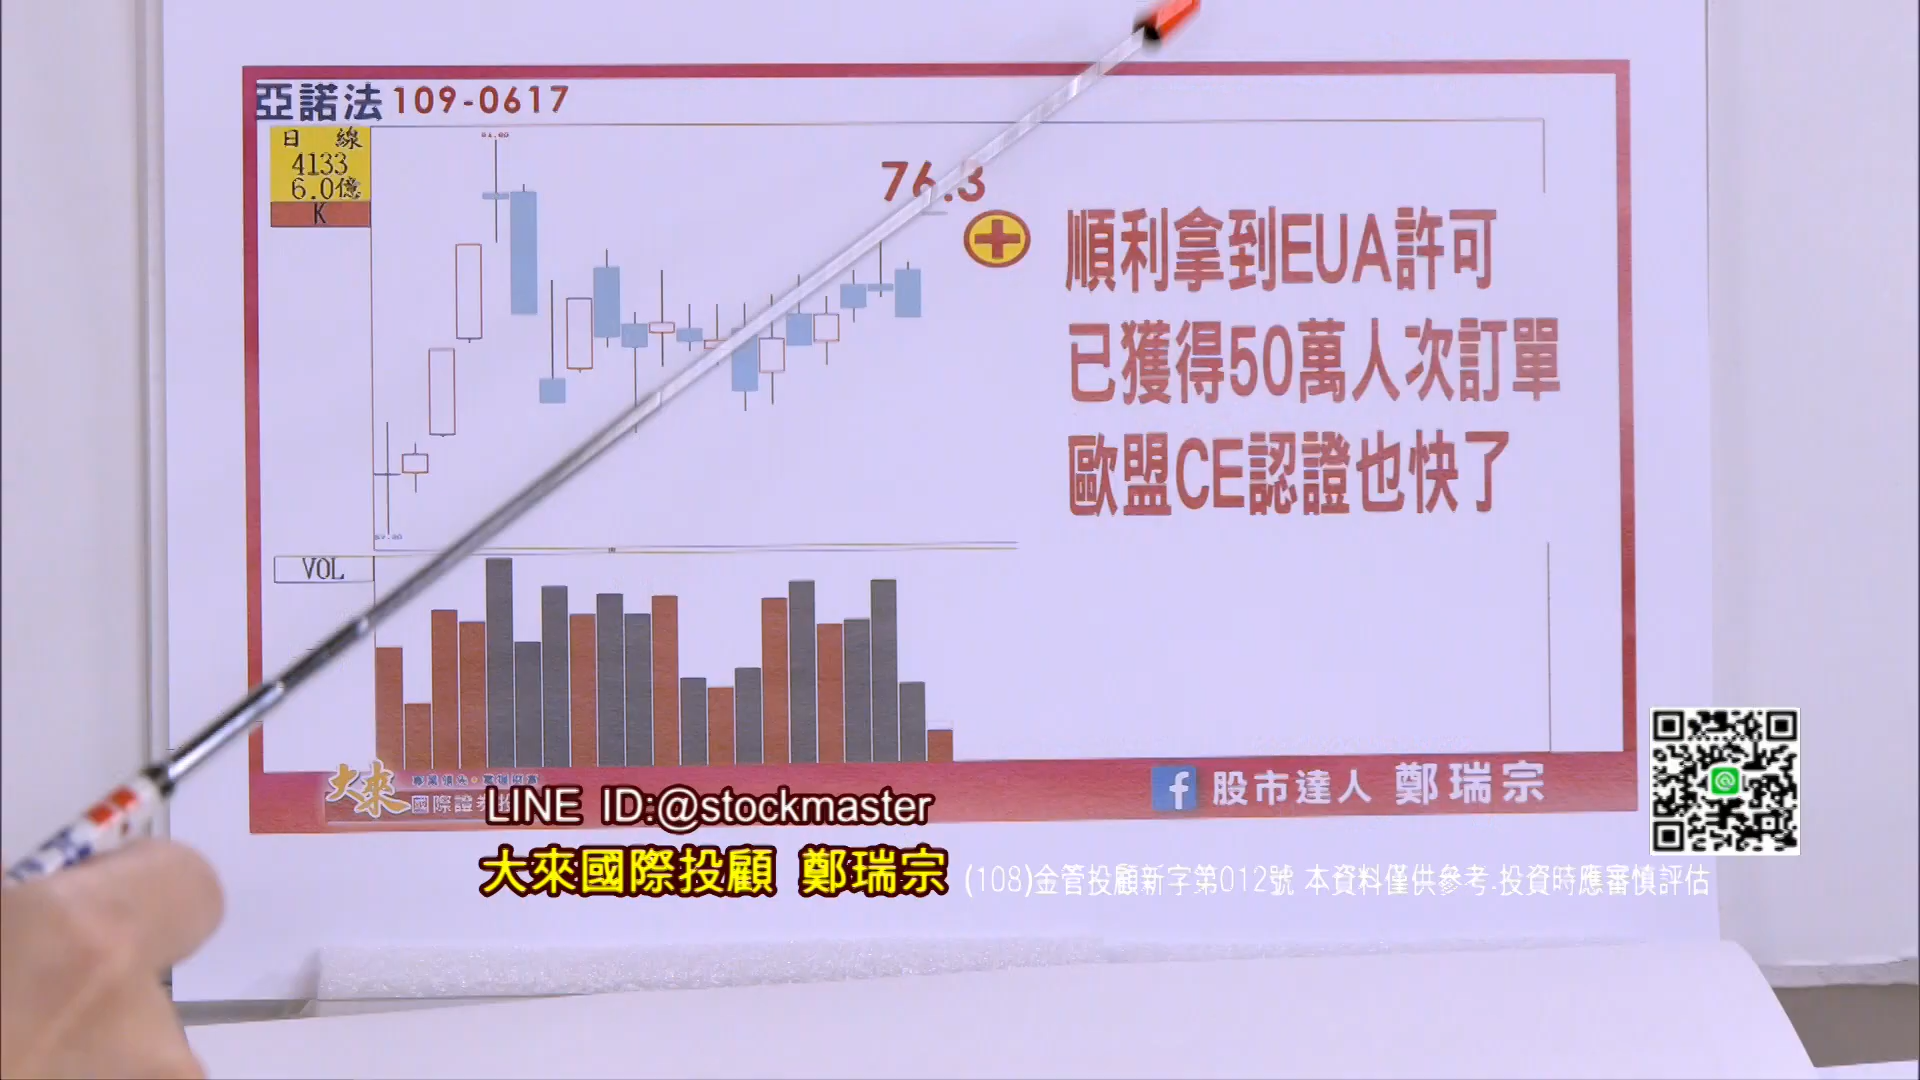 亞諾法 109-0617
日 線
4133
6.0億
K
76.3
順利拿到EUA許可
已獲得50萬人次訂單
歐盟CE認證也快了
VOL
大來
f 股市達人 鄭瑞宗
LINE ID:@stockmaster
大來國際投顧 鄭瑞宗 (108)金管投顧新字第012號 本資料僅供參考.投資時應審慎評估